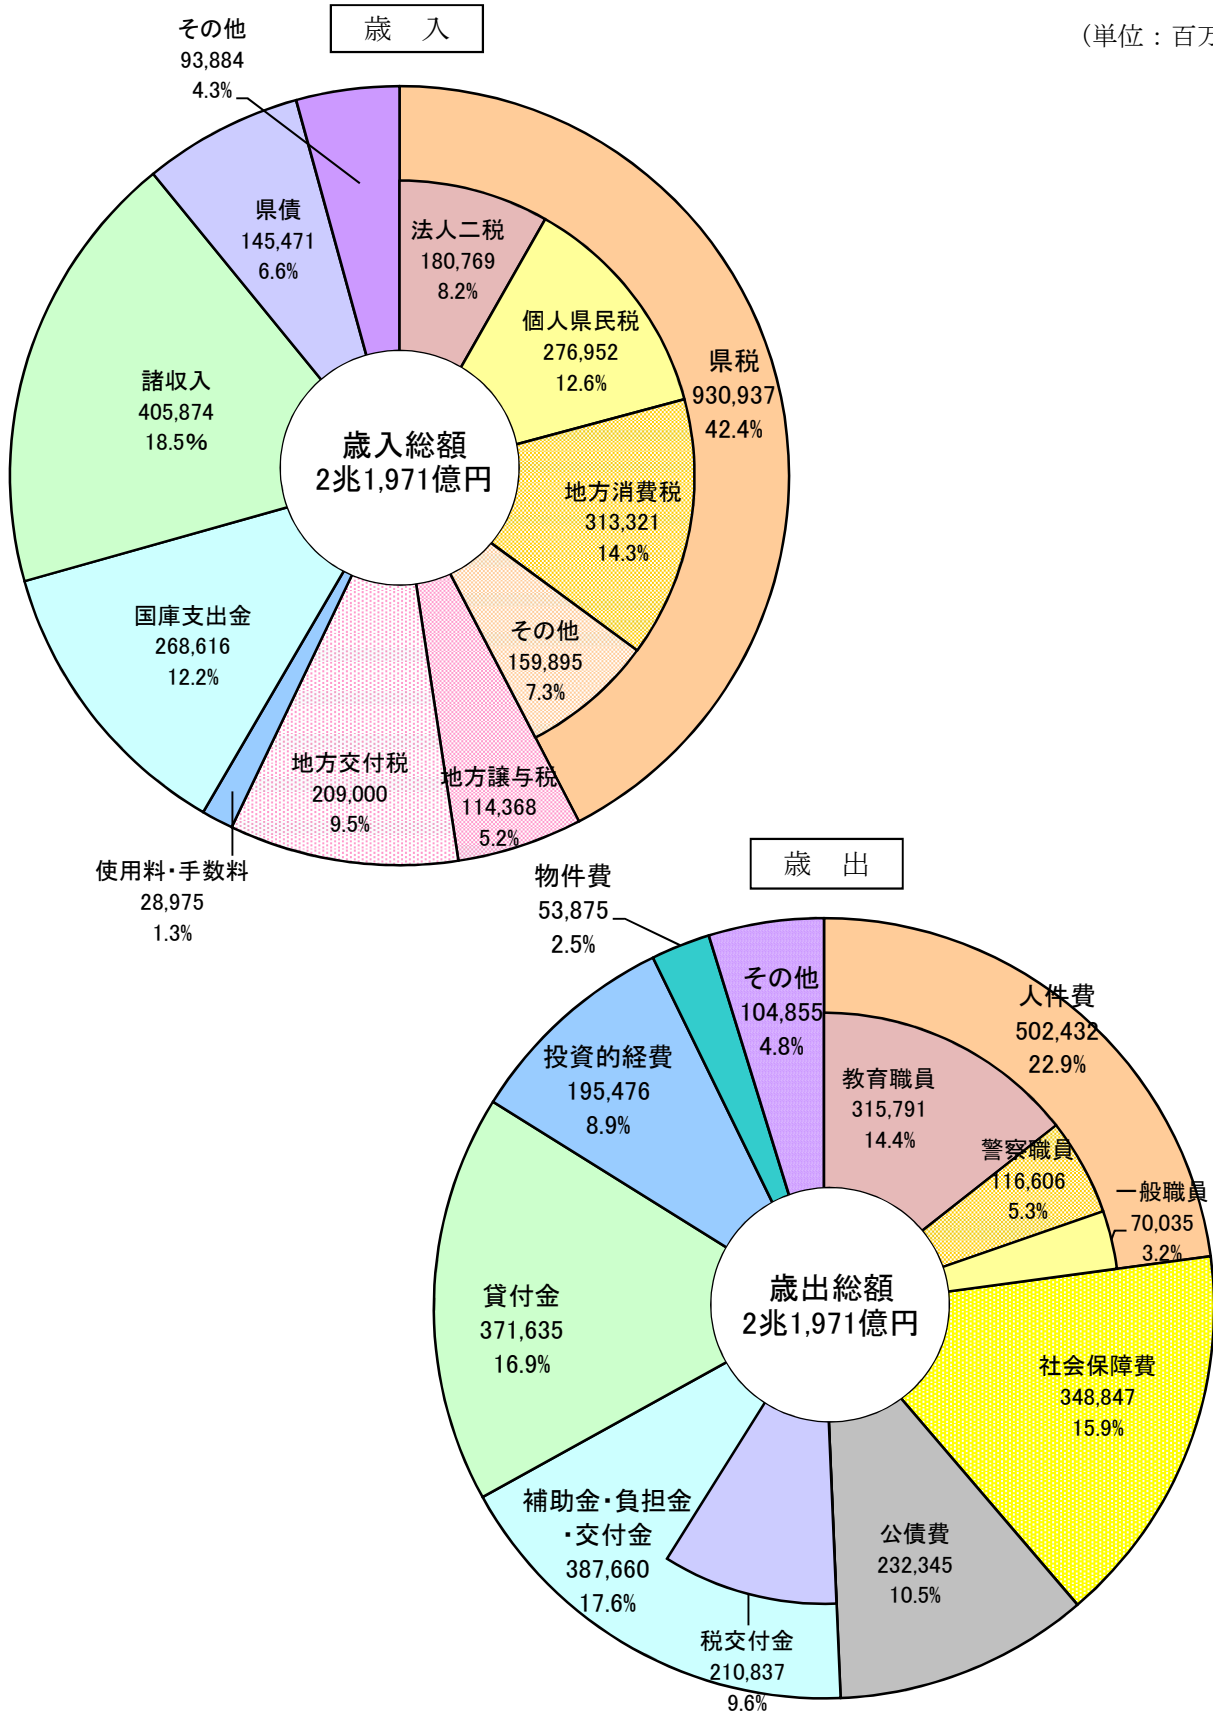 歳 入
(単位：百万
その他
93,884
4.3%
県債
145,471
6.6%
法人二税
180,769
8.2%
個人県民税
276,952
12.6%
県税
930,937
42.4%
諸収入
405,874
18.5%
歳入総額
2兆1,971億円
地方消費税
313,321
14.3%
その他
159,895
7.3%
国庫支出金
268,616
12.2%
地方交付税
209,000
9.5%
地方譲与税
114,368
5.2%
使用料・手数料
28,975
1.3%
歳 出
物件費
53,875
2.5%
その他
104,855
4.8%
人件費
502,432
22.9%
投資的経費
195,476
8.9%
教育職員
315,791
14.4%
警察職員
116,606
5.3%
一般職員
70,035
3.2%
貸付金
371,635
16.9%
歳出総額
2兆1,971億円
社会保障費
348,847
15.9%
補助金・負担金
・交付金
387,660
17.6%
公債費
232,345
10.5%
税交付金
210,837
9.6%